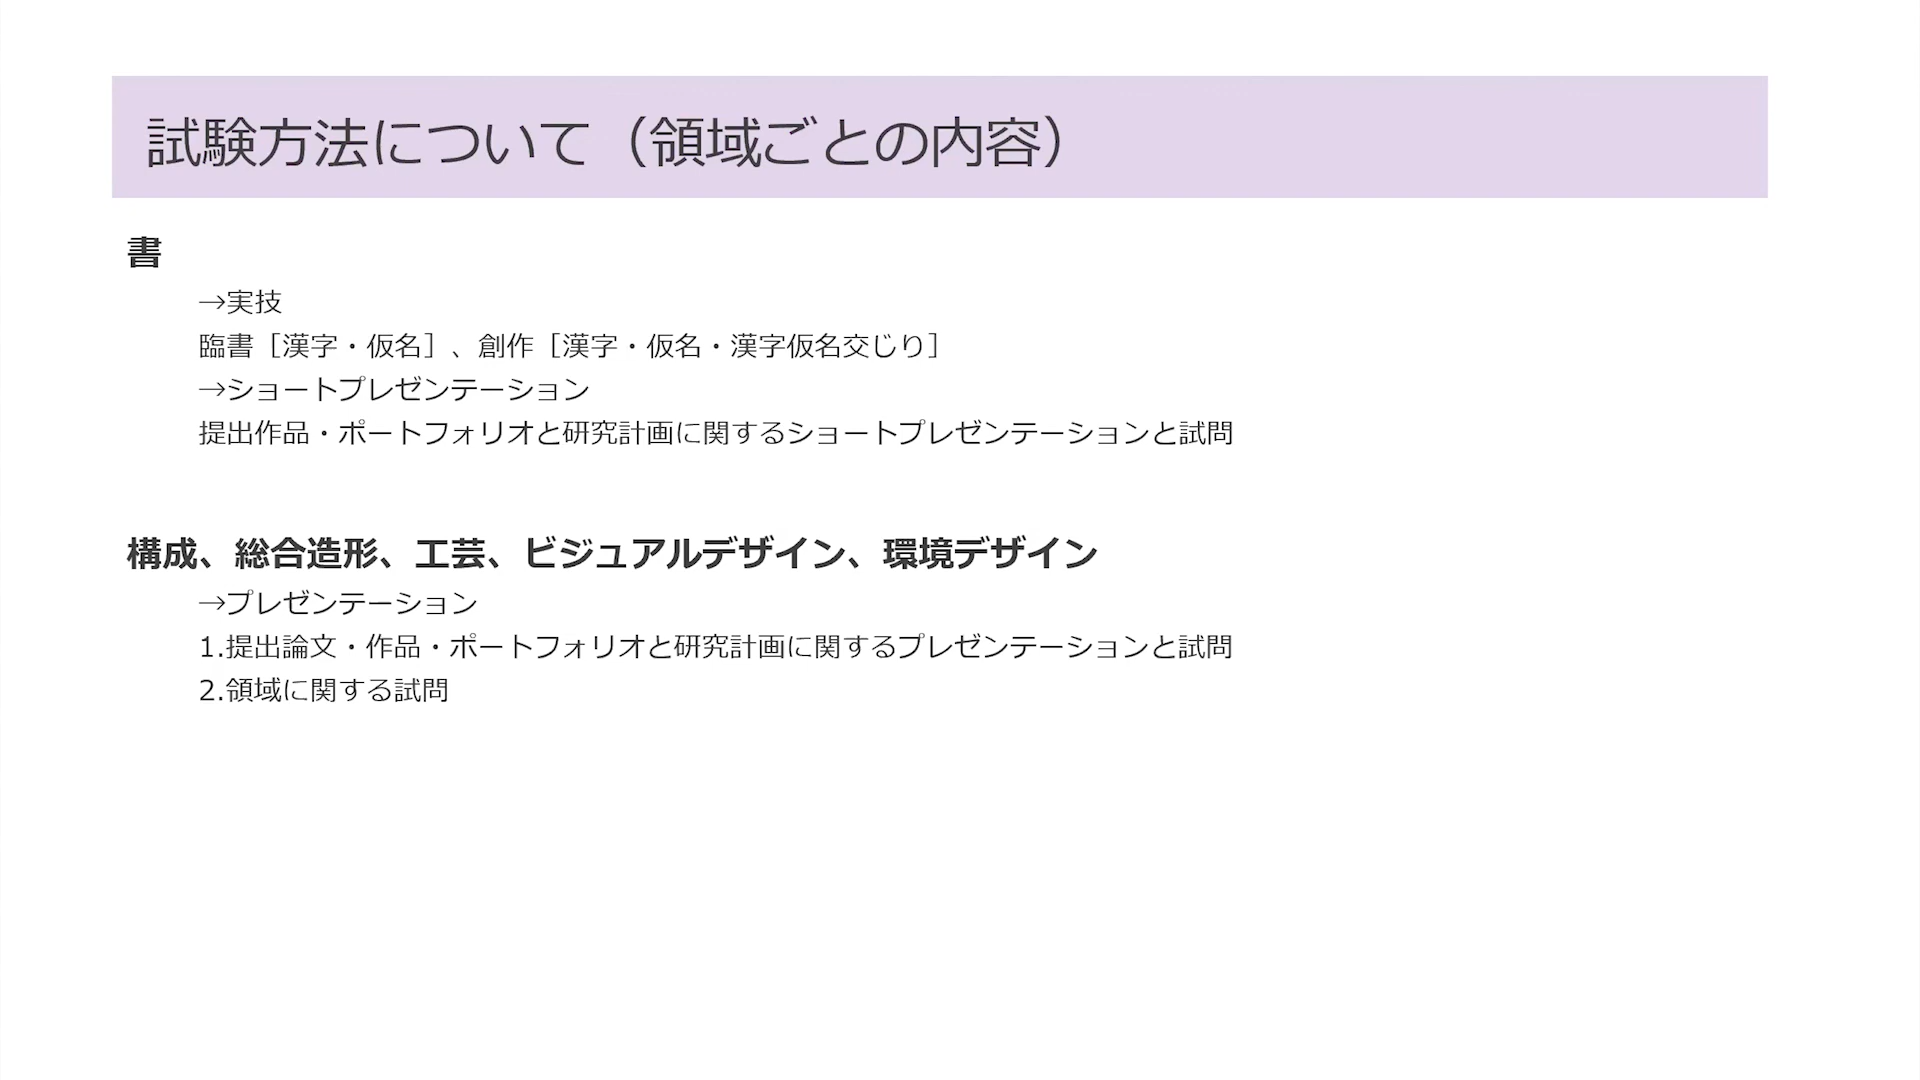 試験方法について（領域ごとの内容）
書
→実技
臨書［漢字・仮名］、創作［漢字・仮名・漢字仮名交じり］
→ショートプレゼンテーション
提出作品・ポートフォリオと研究計画に関するショートプレゼンテーションと試問
構成、総合造形、工芸、ビジュアルデザイン、環境デザイン
→プレゼンテーション
1.提出論文・作品・ポートフォリオと研究計画に関するプレゼンテーションと試問
2.領域に関する試問